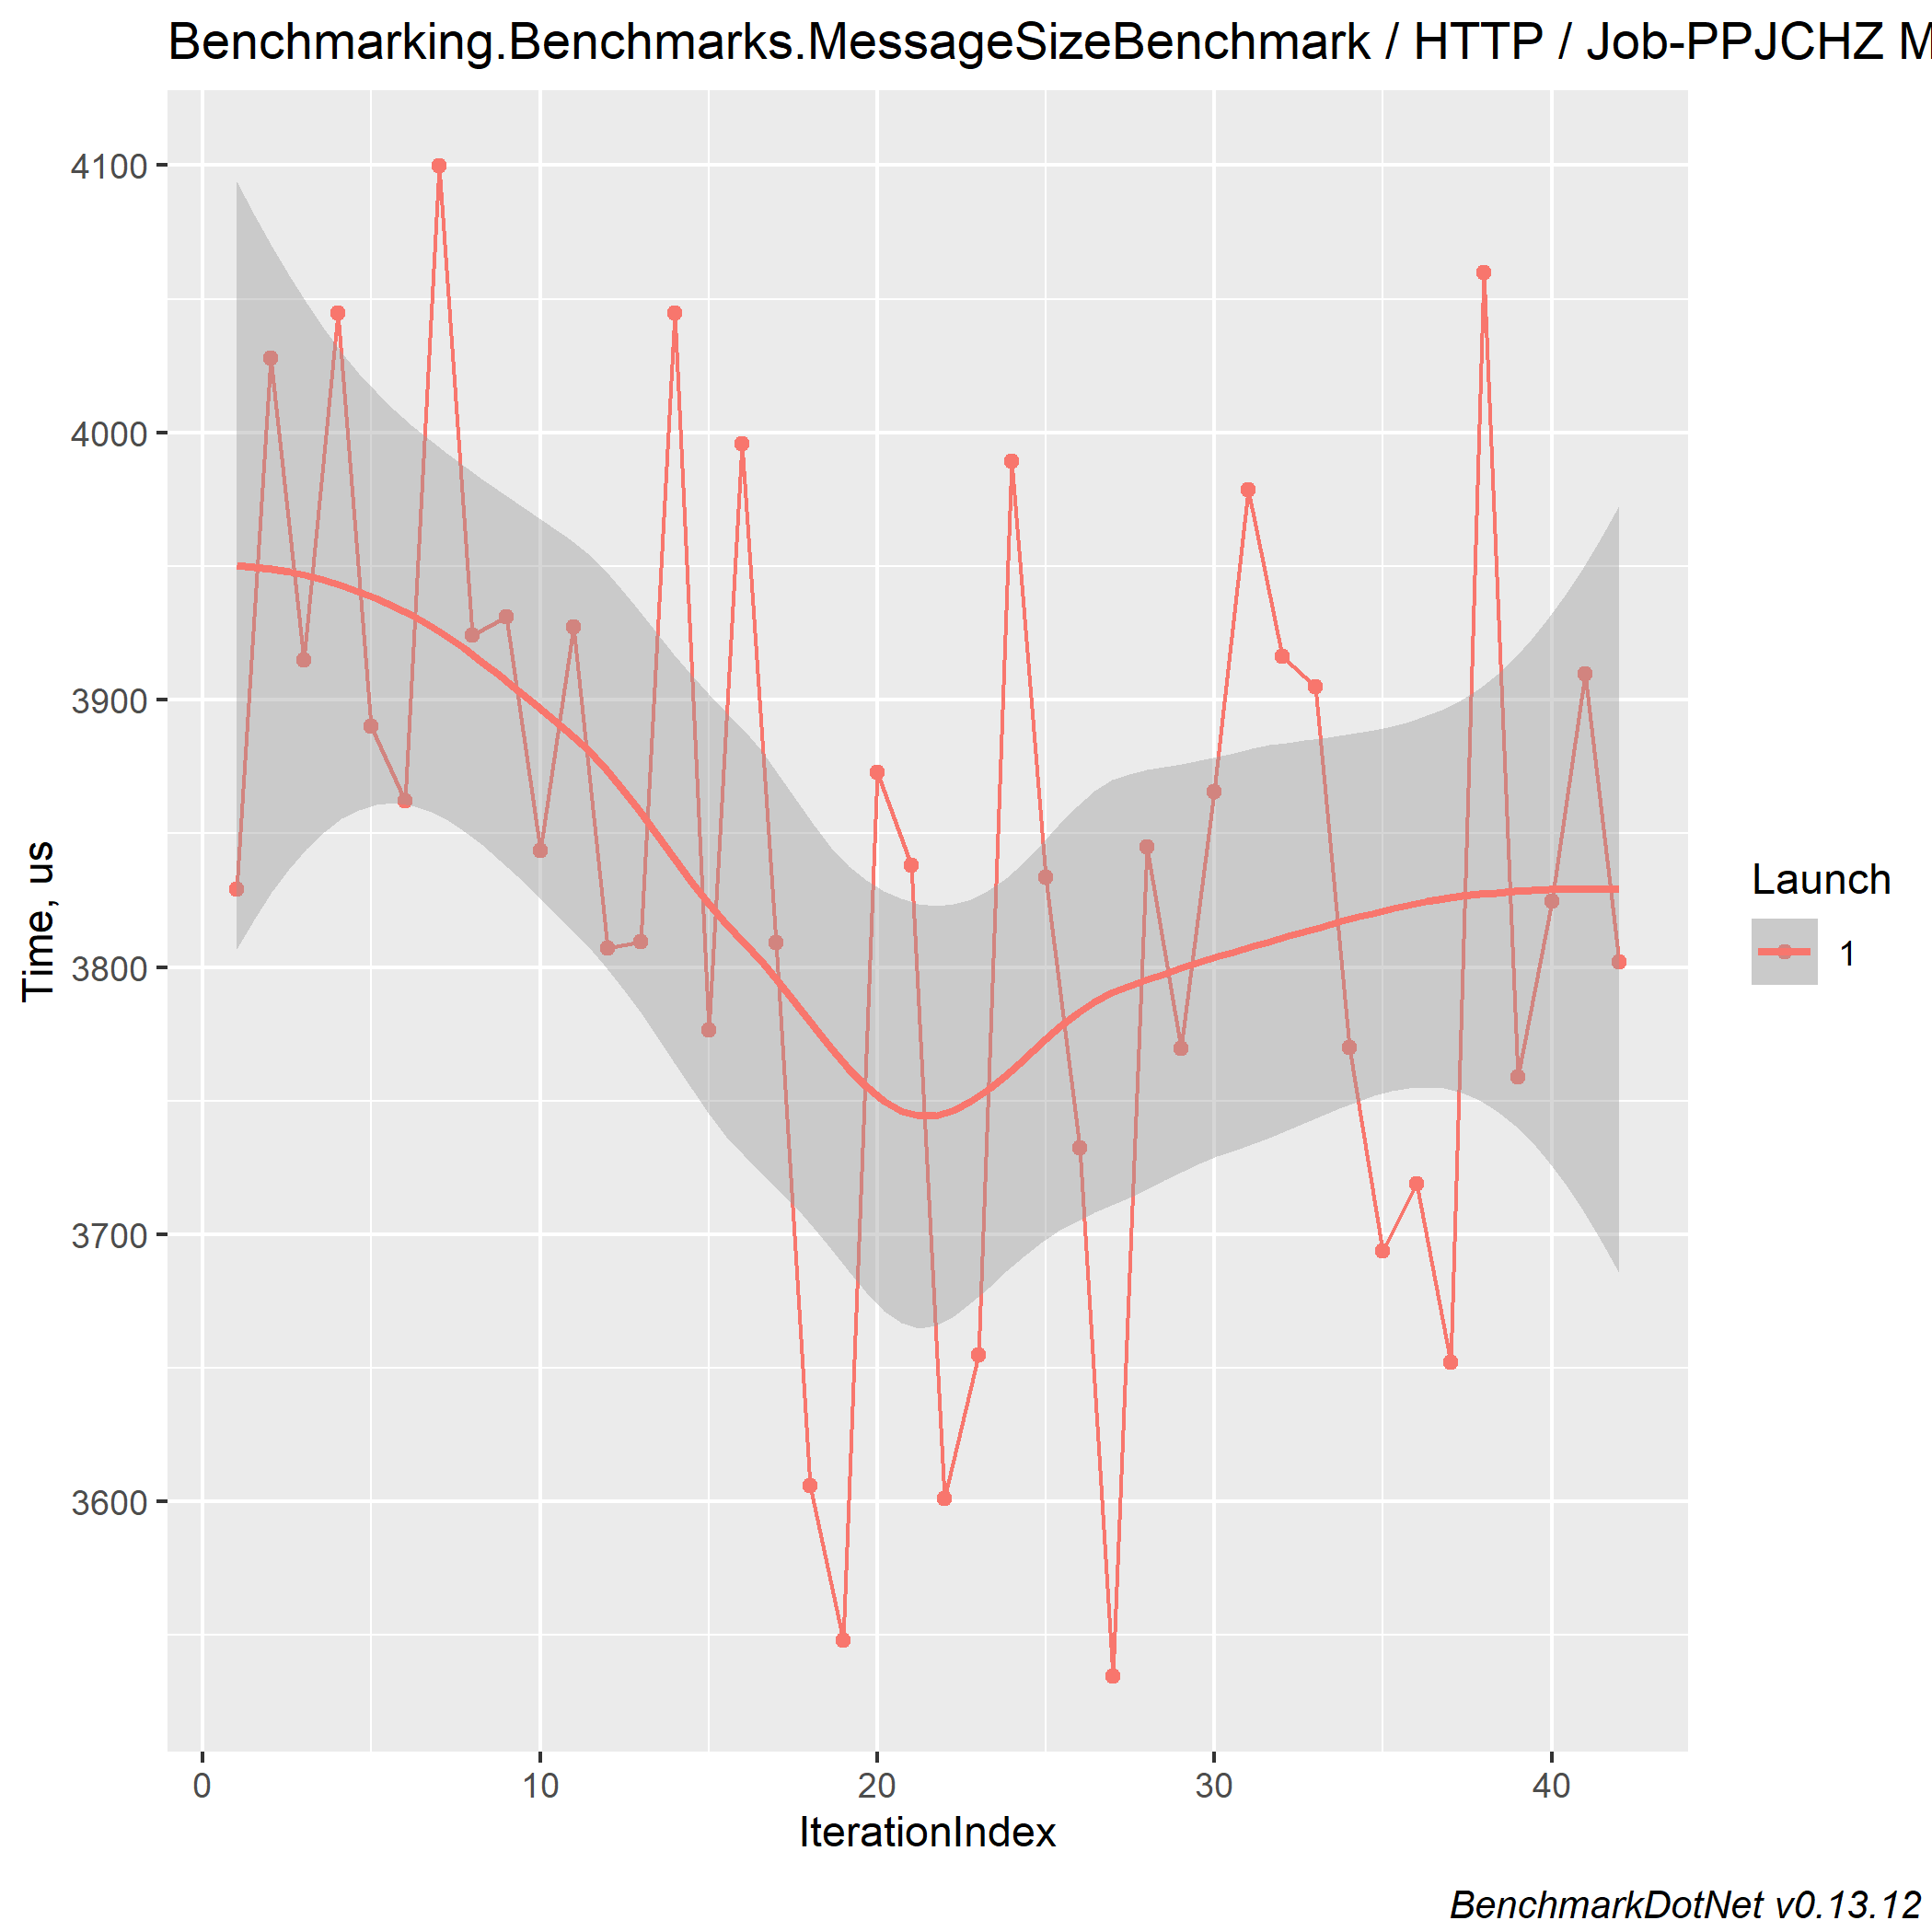 Benchmarking.Benchmarks.MessageSizeBenchmark / HTTP / Job-PPJCHZ M
4100
4000
3900
3800
3700
3600
Time, us
0 10 20 30 40
IterationIndex
Launch
1
BenchmarkDotNet v0.13.12